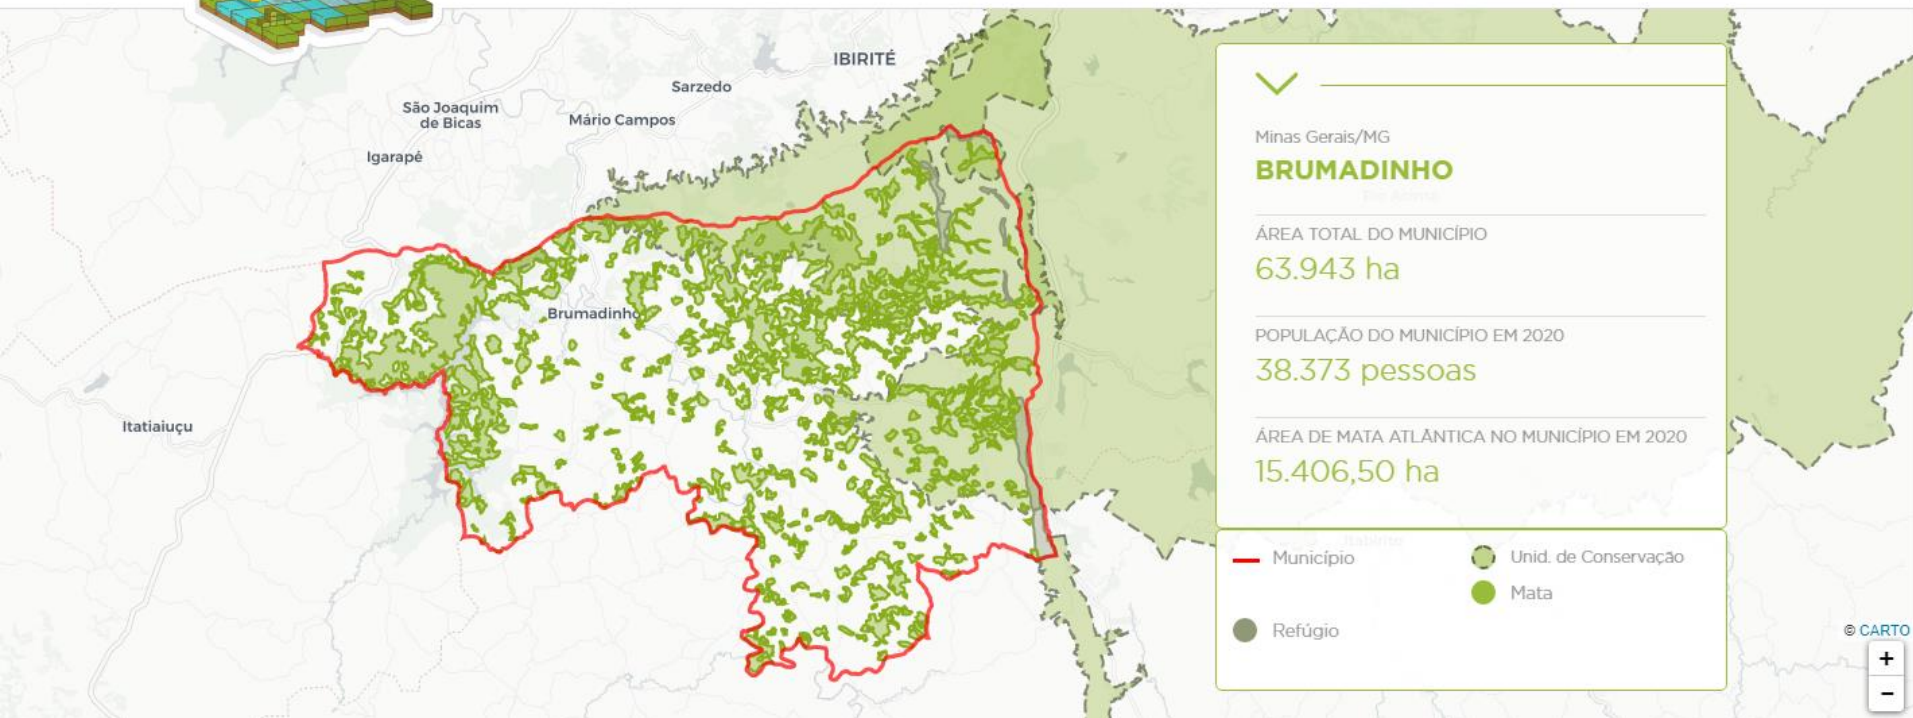 IBIRITÉ
Sarzedo
São Joaquim
de Bicas
Mário Campos
Igarapé
Brumadinho
Itatiaiuçu
Minas Gerais/MG
BRUMADINHO
ÁREA TOTAL DO MUNICÍPIO
63.943 ha
POPULAÇÃO DO MUNICÍPIO EM 2020
38.373 pessoas
ÁREA DE MATA ATLÂNTICA NO MUNICÍPIO EM 2020
15.406,50 ha
Itabirito
Município
Unid. de Conservação
Mata
Refúgio
© CARTO
+
−